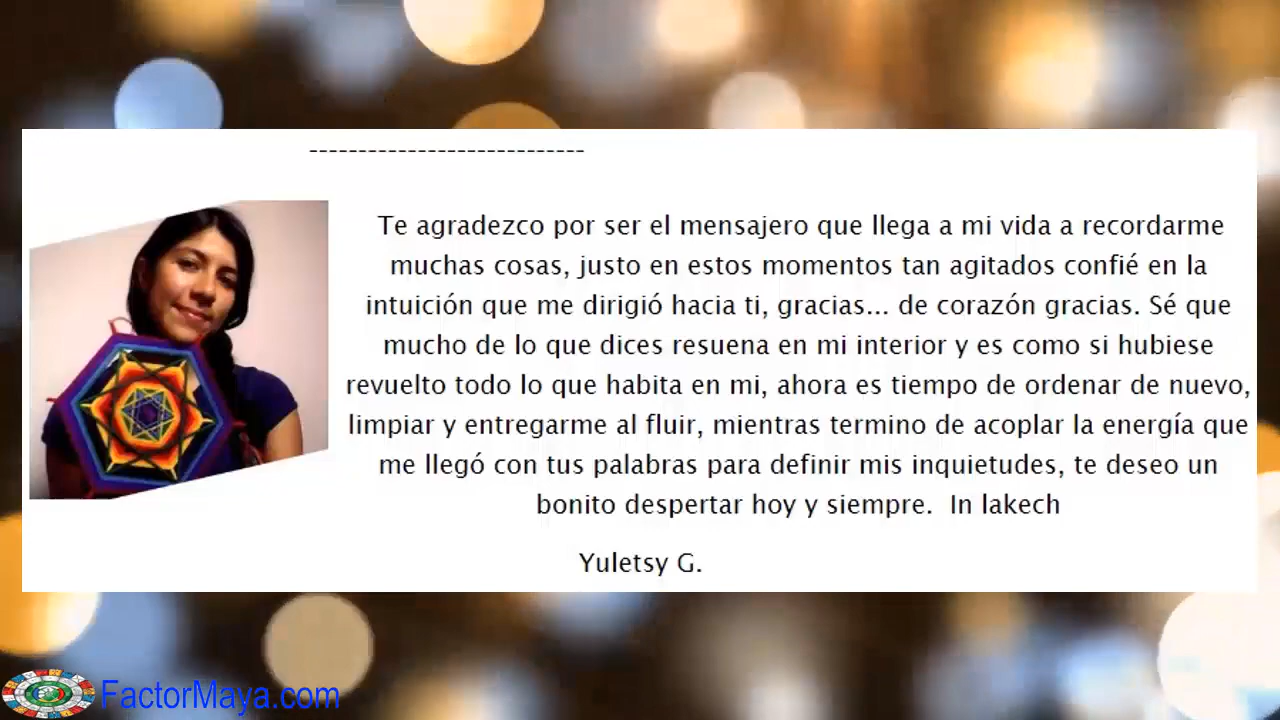 ----------------------------
Te agradezco por ser el mensajero que llega a mi vida a recordarme
muchas cosas, justo en estos momentos tan agitados confié en la
intuición que me dirigió hacia ti, gracias... de corazón gracias. Sé que
mucho de lo que dices resuena en mi interior y es como si hubiese
revuelto todo lo que habita en mi, ahora es tiempo de ordenar de nuevo,
limpiar y entregarme al fluir, mientras termino de acoplar la energía que
me llegó con tus palabras para definir mis inquietudes, te deseo un
bonito despertar hoy y siempre.  In lakech
Yuletsy G.
FactorMaya.com